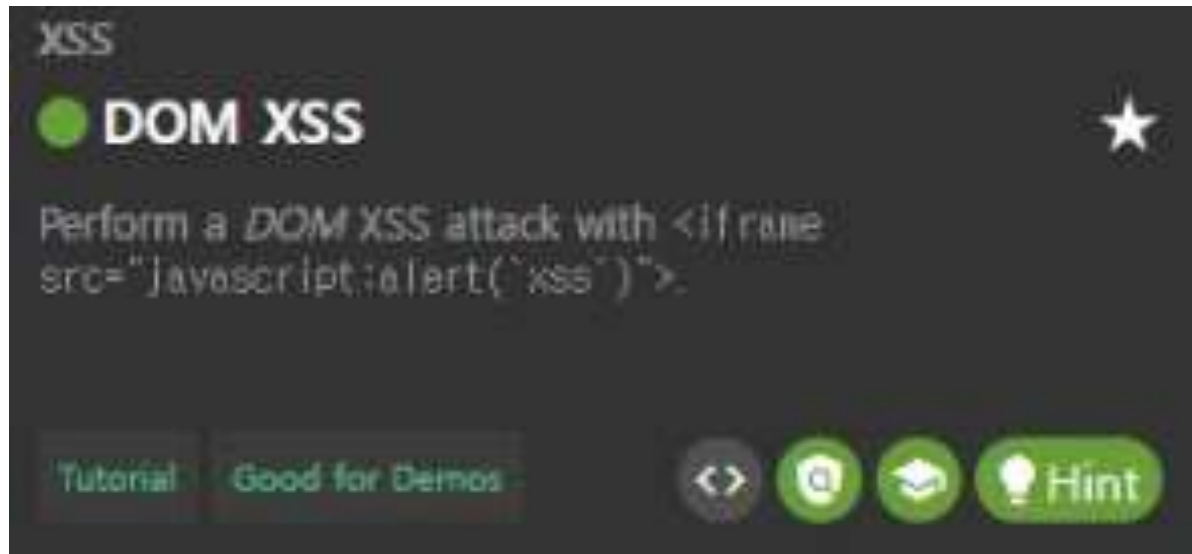 XSS
DOM XSS
Perform a DOM XSS attack with <iframe
src="javascript:alert(`xss`)">.
Tutorial
Good for Demos
<>
Hint